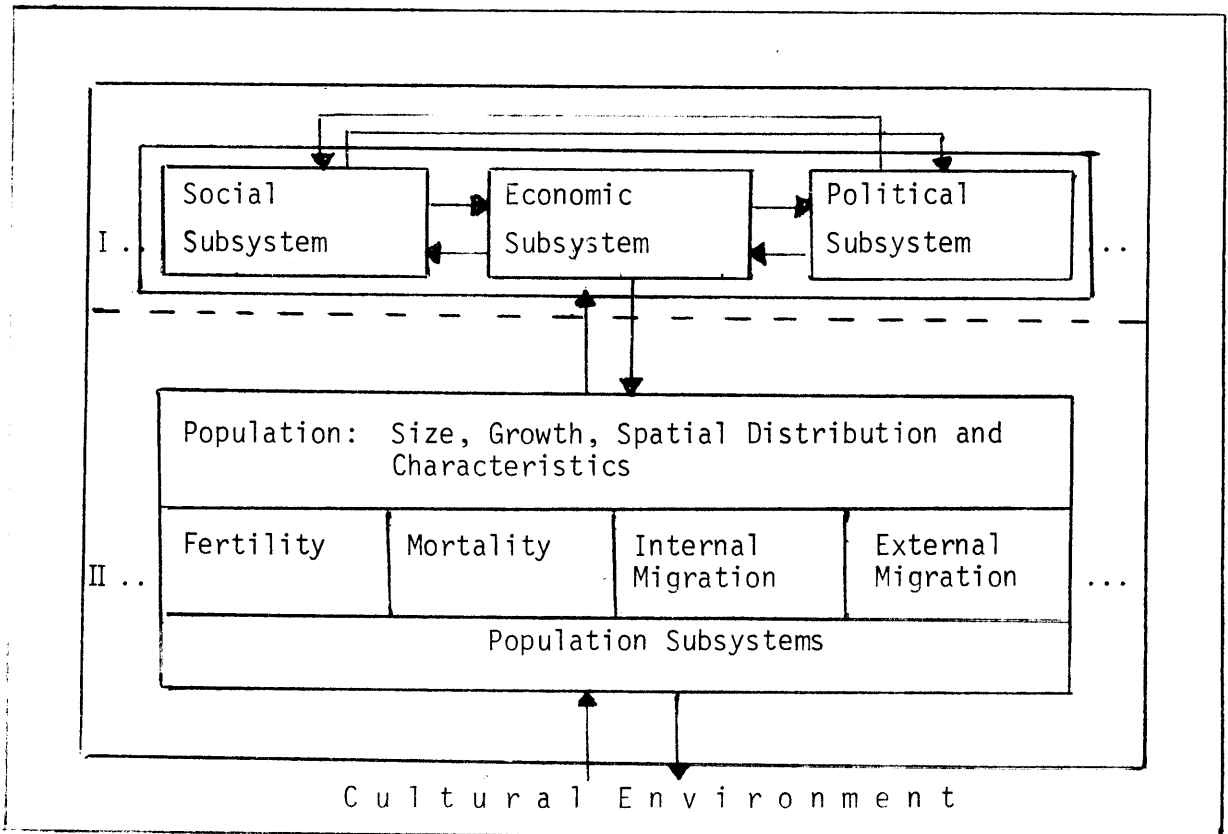 Social Economic Political
I .. Subsystem Subsystem Subsystem ..
Population: Size, Growth, Spatial Distribution and
Characteristics
Fertility Mortality Internal External
II .. Migration Migration ...
Population Subsystems
Cultural Environment